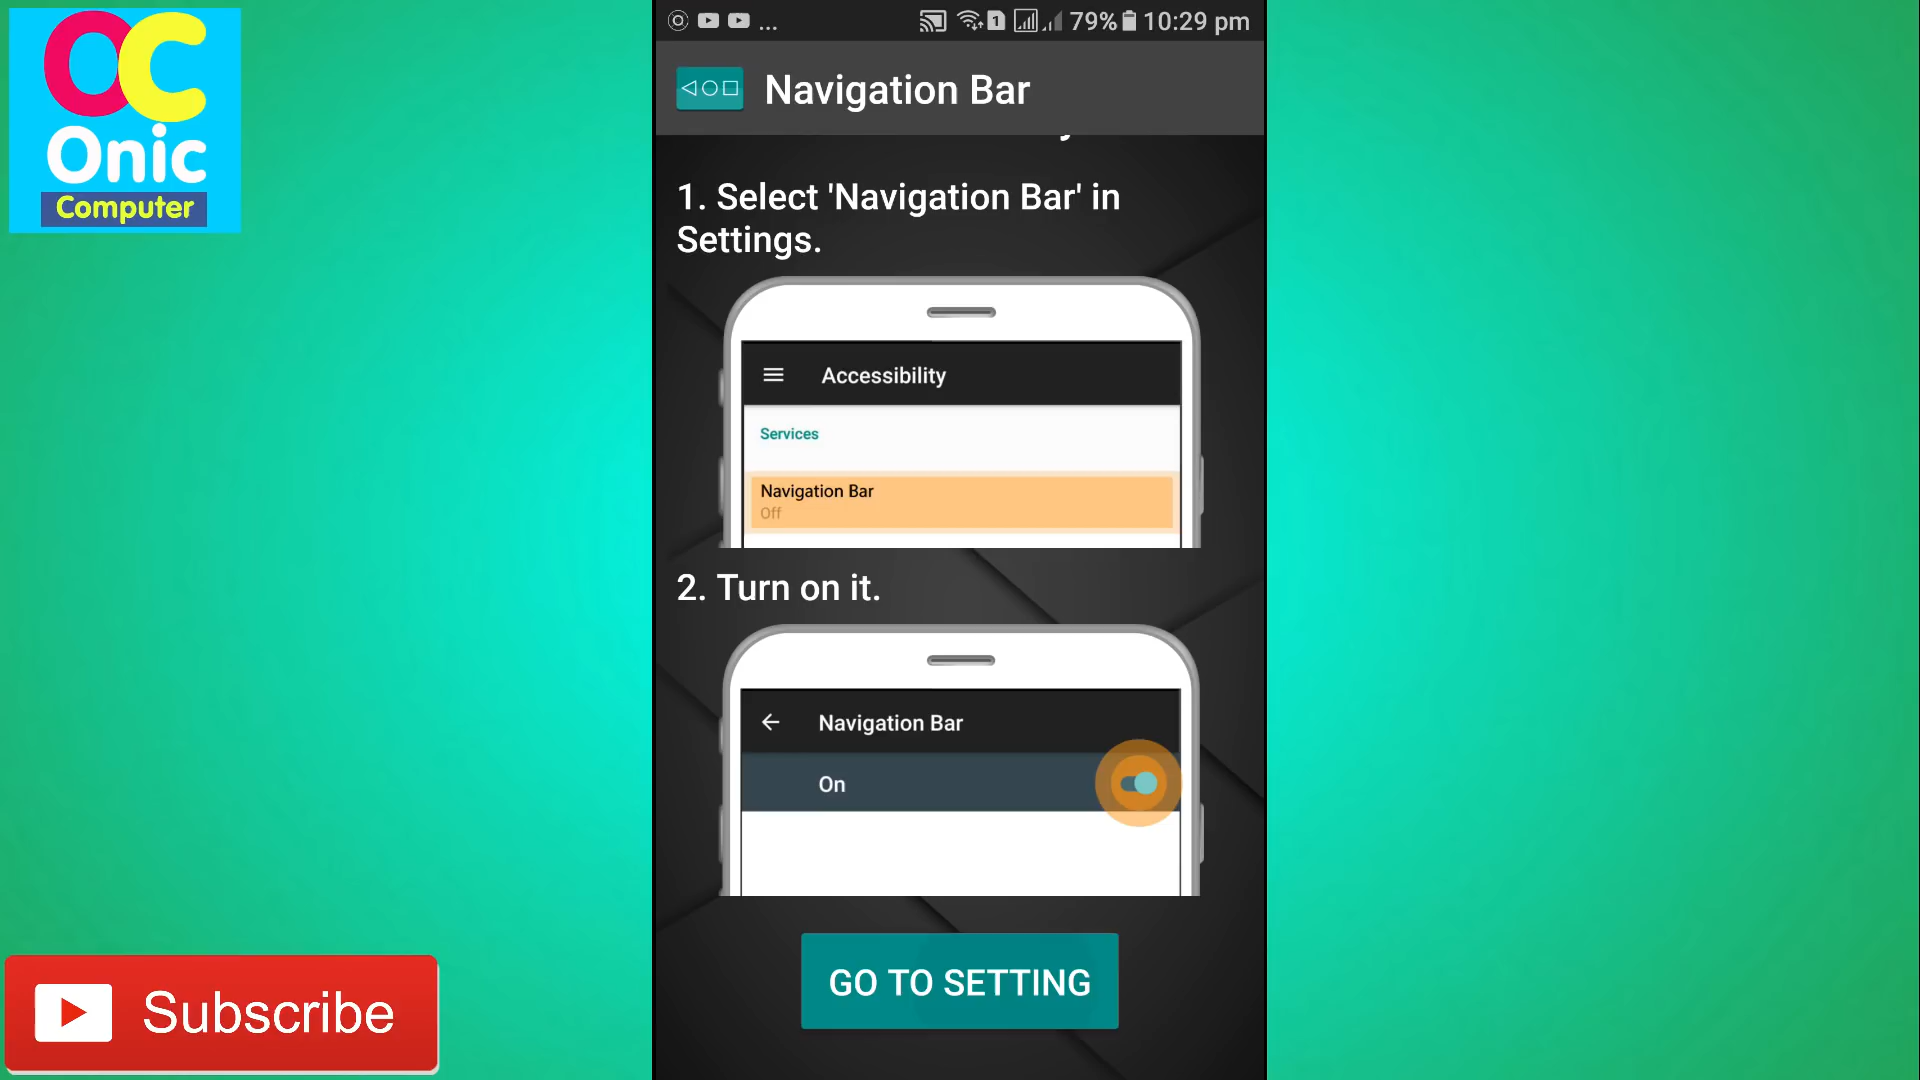 OC
Onic
Computer
... 1 79% 10:29 pm
Navigation Bar
1. Select 'Navigation Bar' in
Settings.
Accessibility
Services
Navigation Bar
Off
2. Turn on it.
Navigation Bar
On
GO TO SETTING
Subscribe